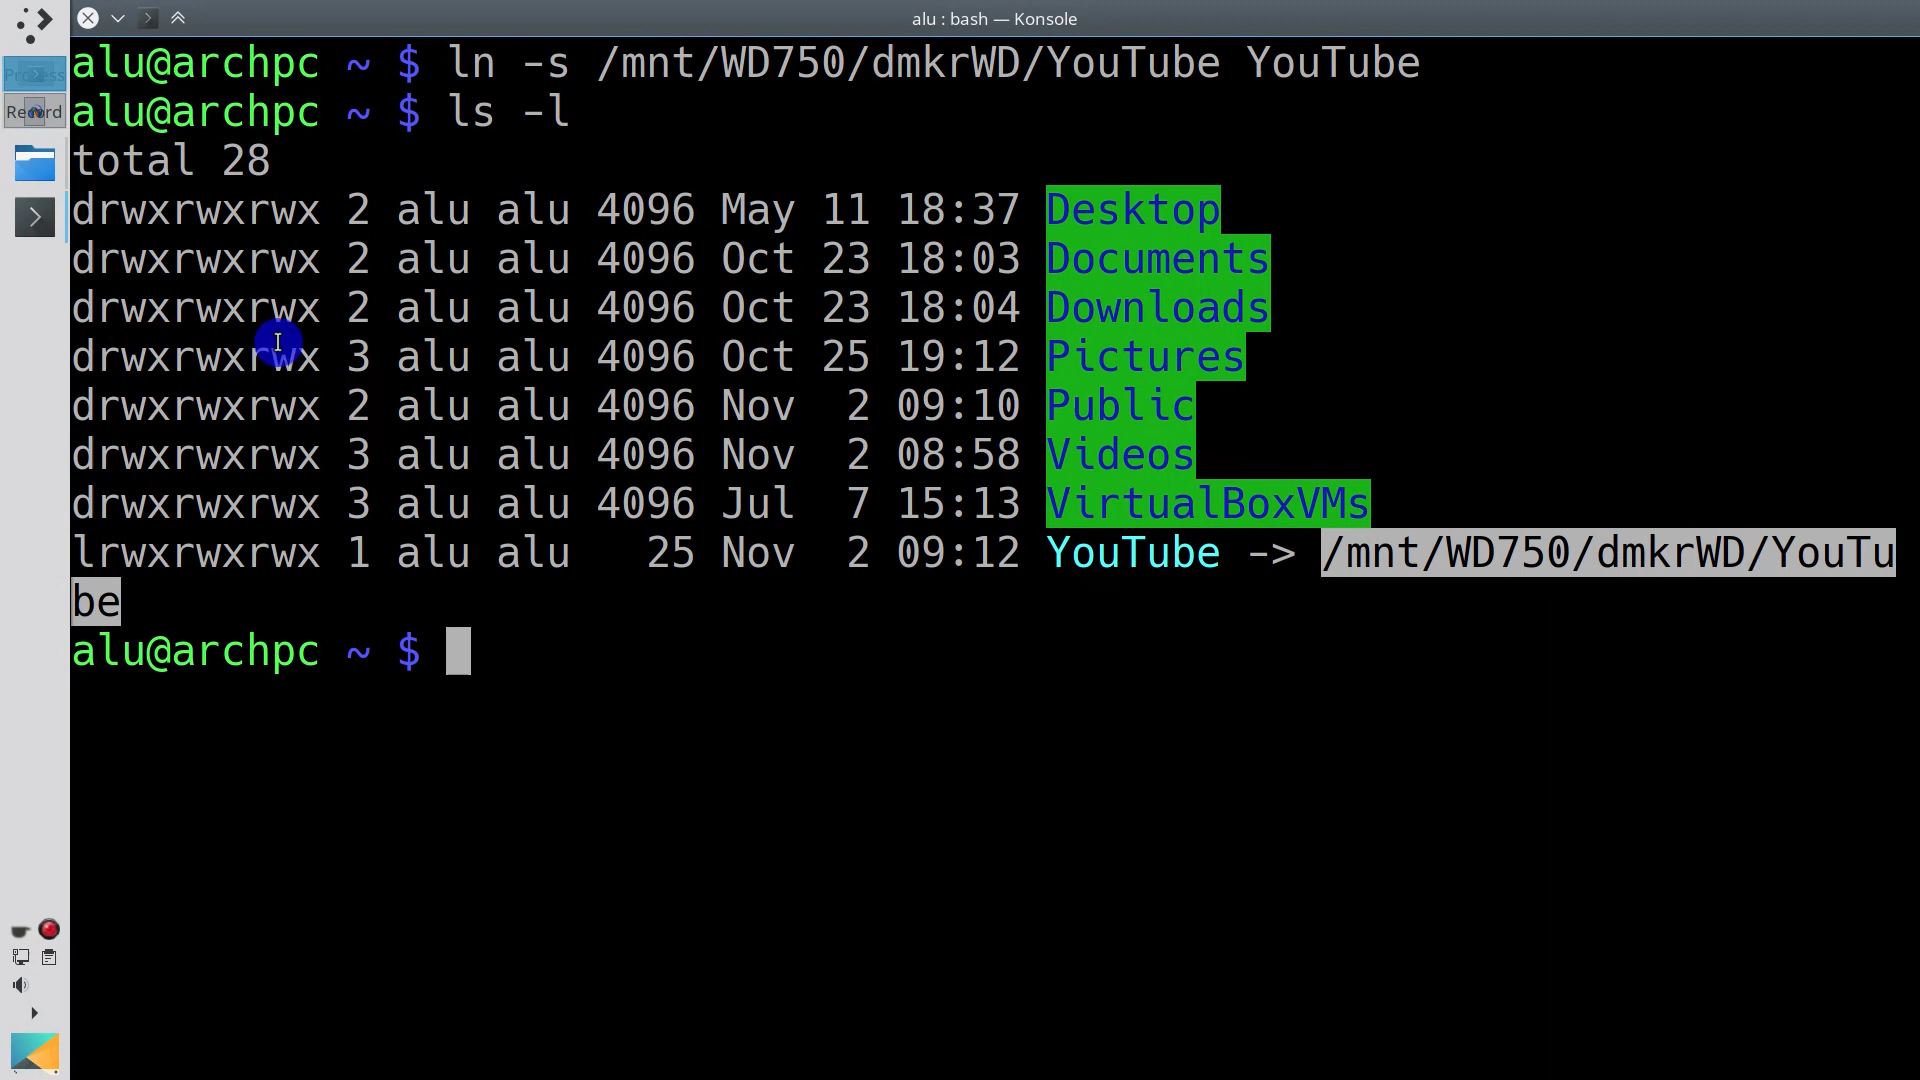 alu : bash — Konsole
alu@archpc ~ $ ln -s /mnt/WD750/dmkrWD/YouTube YouTube
alu@archpc ~ $ ls -l
total 28
drwxrwxrwx 2 alu alu 4096 May 11 18:37 Desktop
drwxrwxrwx 2 alu alu 4096 Oct 23 18:03 Documents
drwxrwxrwx 2 alu alu 4096 Oct 23 18:04 Downloads
drwxrwxrwx 3 alu alu 4096 Oct 25 19:12 Pictures
drwxrwxrwx 2 alu alu 4096 Nov  2 09:10 Public
drwxrwxrwx 3 alu alu 4096 Nov  2 08:58 Videos
drwxrwxrwx 3 alu alu 4096 Jul  7 15:13 VirtualBoxVMs
lrwxrwxrwx 1 alu alu   25 Nov  2 09:12 YouTube -> /mnt/WD750/dmkrWD/YouTu
be
alu@archpc ~ $
Process
Record